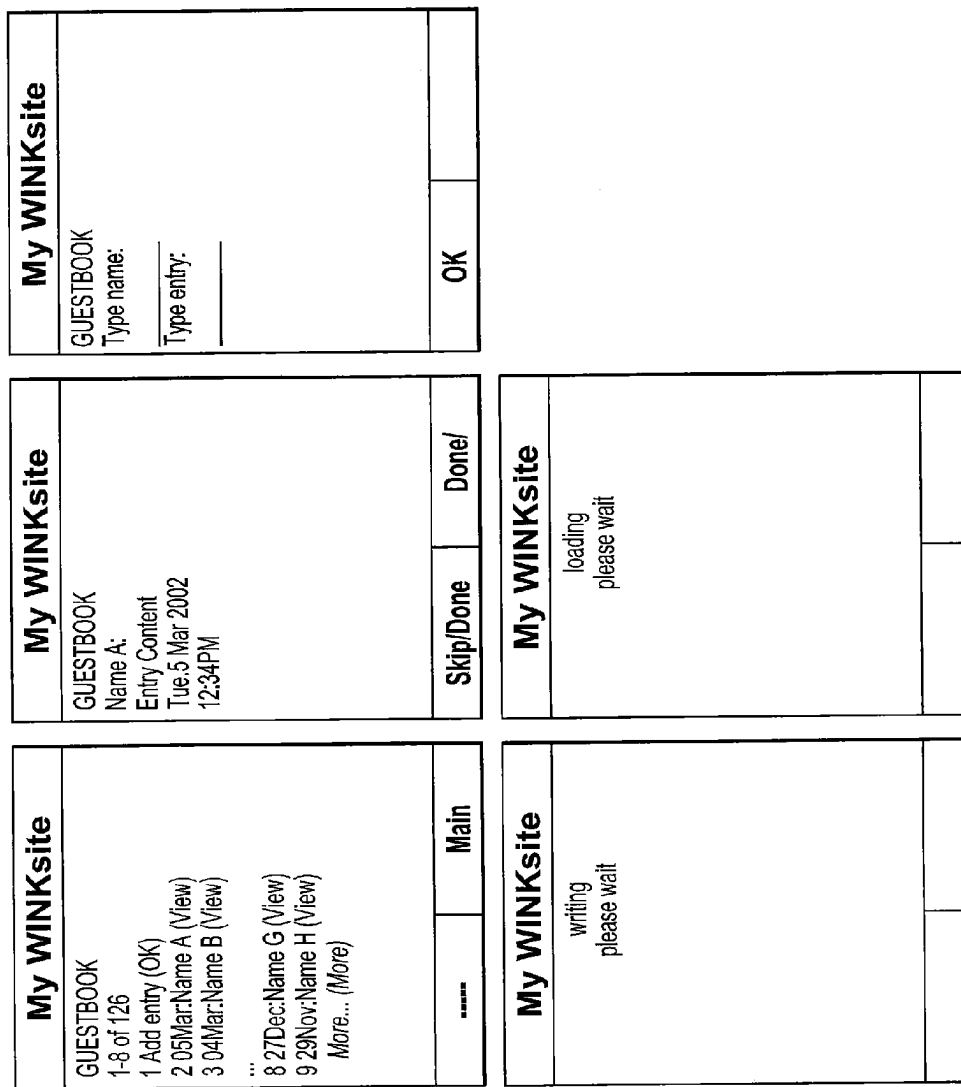 My WINKsite
GUESTBOOK
1-8 of 126
1 Add entry (OK)
2 05Mar:Name A (View)
3 04Mar:Name B (View)
...
8 27Dec:Name G (View)
9 29Nov:Name H (View)
More... (More)
-----
Main
My WINKsite
GUESTBOOK
Name A:
Entry Content
Tue.5 Mar 2002
12:34PM
Skip/Done
Done/
My WINKsite
GUESTBOOK
Type name:
Type entry:
OK
My WINKsite
writing
please wait
My WINKsite
loading
please wait